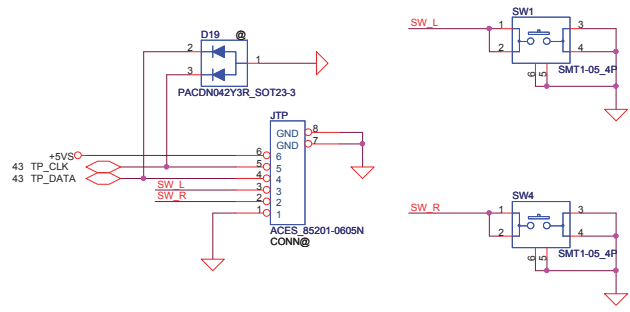 D19 @
2
3
1
PACDN042Y3R_SOT23-3
JTP
GND 8
GND 7
+5VS 6 6
43 TP_CLK 5 5
43 TP_DATA 4 4
SW_L 3 3
SW_R 2 2
1 1
ACES_85201-0605N
CONN@
SW1
SW_L 1 3
2 4
6 5
SMT1-05_4P
SW4
SW_R 1 3
2 4
6 5
SMT1-05_4P